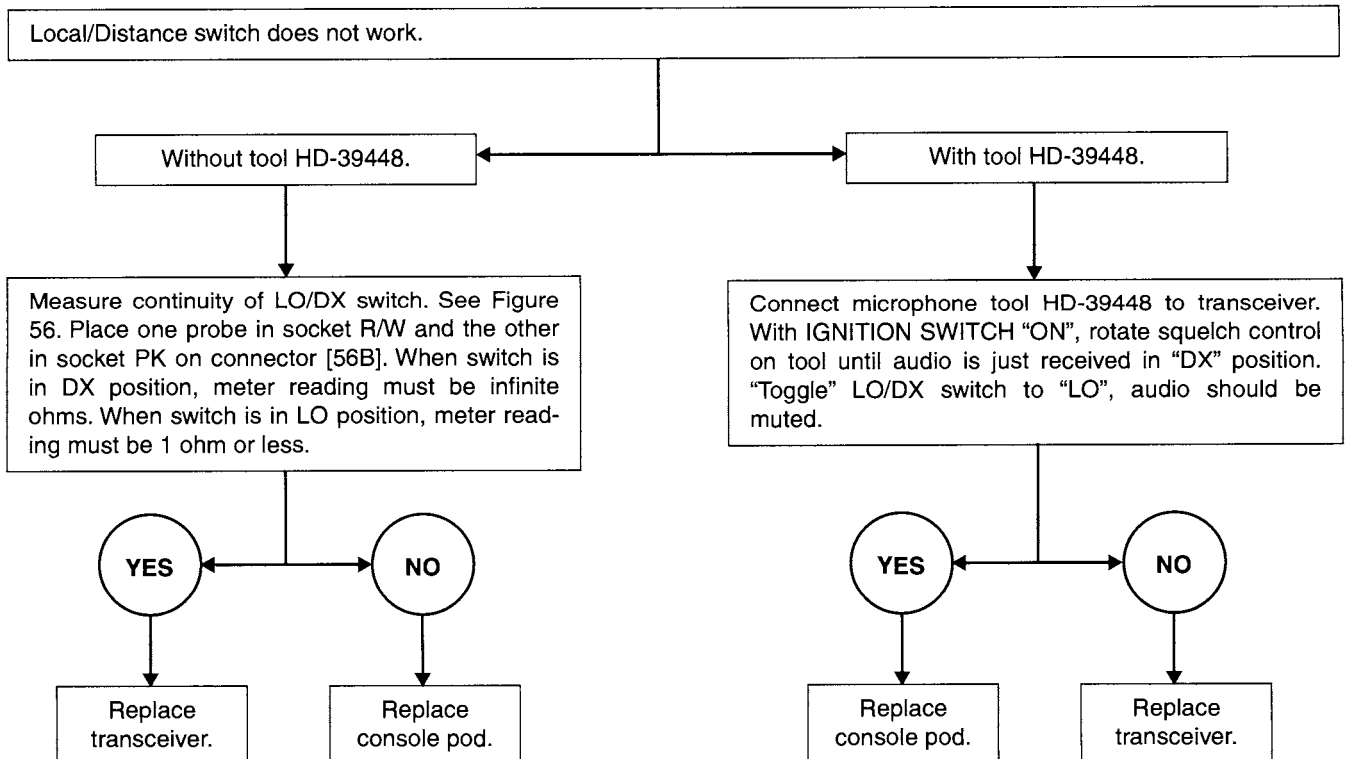 Local/Distance switch does not work.
Without tool HD-39448.
With tool HD-39448.
Measure continuity of LO/DX switch. See Figure
56. Place one probe in socket R/W and the other
in socket PK on connector [56B]. When switch is
in DX position, meter reading must be infinite
ohms. When switch is in LO position, meter read-
ing must be 1 ohm or less.
Connect microphone tool HD-39448 to transceiver.
With IGNITION SWITCH “ON”, rotate squelch control
on tool until audio is just received in “DX” position.
“Toggle” LO/DX switch to “LO”, audio should be
muted.
YES
NO
YES
NO
Replace
transceiver.
Replace
console pod.
Replace
console pod.
Replace
transceiver.